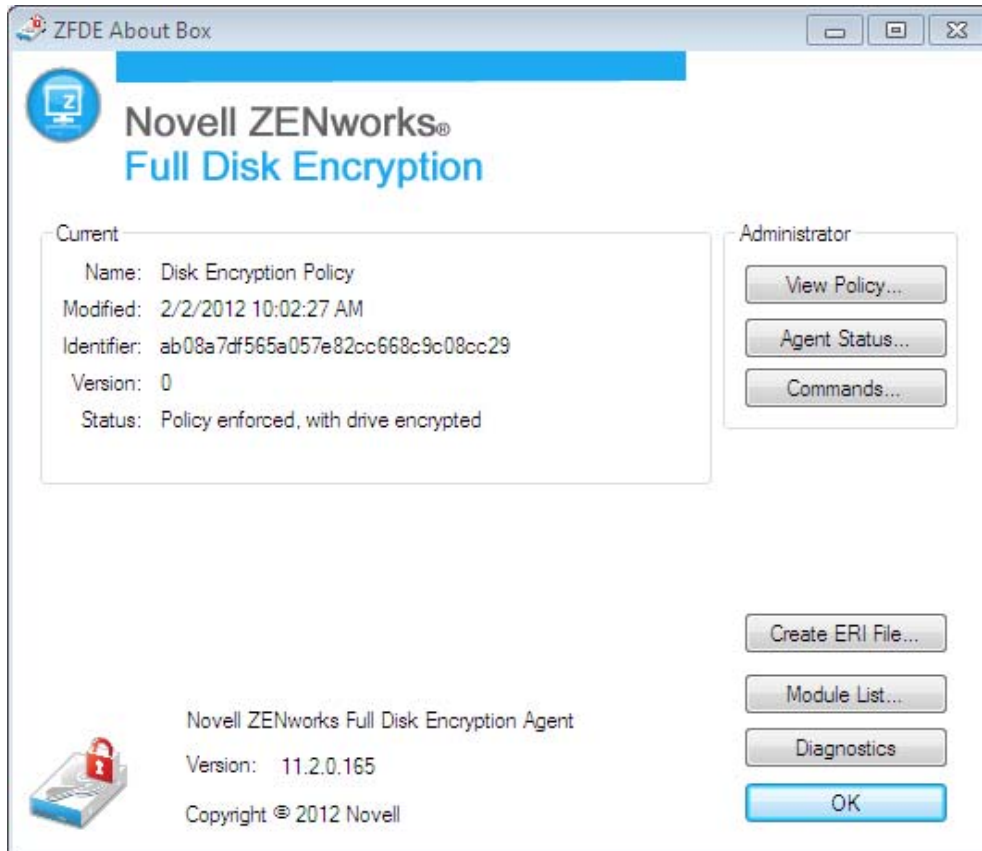 ZFDE About Box
Z
Novell ZENworks®
Full Disk Encryption
Current
Name: Disk Encryption Policy
Modified: 2/2/2012 10:02:27 AM
Identifier: ab08a7df565a057e82cc668c9c08cc29
Version: 0
Status: Policy enforced, with drive encrypted
Administrator
View Policy...
Agent Status...
Commands...
Create ERI File...
Module List...
Diagnostics
OK
Novell ZENworks Full Disk Encryption Agent
Version: 11.2.0.165
Copyright © 2012 Novell